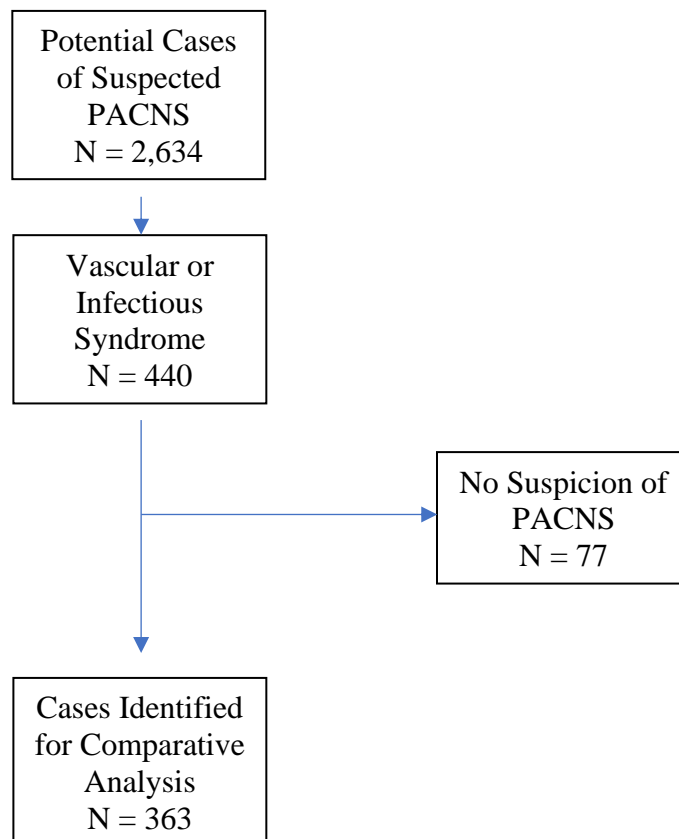 Potential Cases
of Suspected
PACNS
N = 2,634
Vascular or
Infectious
Syndrome
N = 440
No Suspicion of
PACNS
N = 77
Cases Identified
for Comparative
Analysis
N = 363